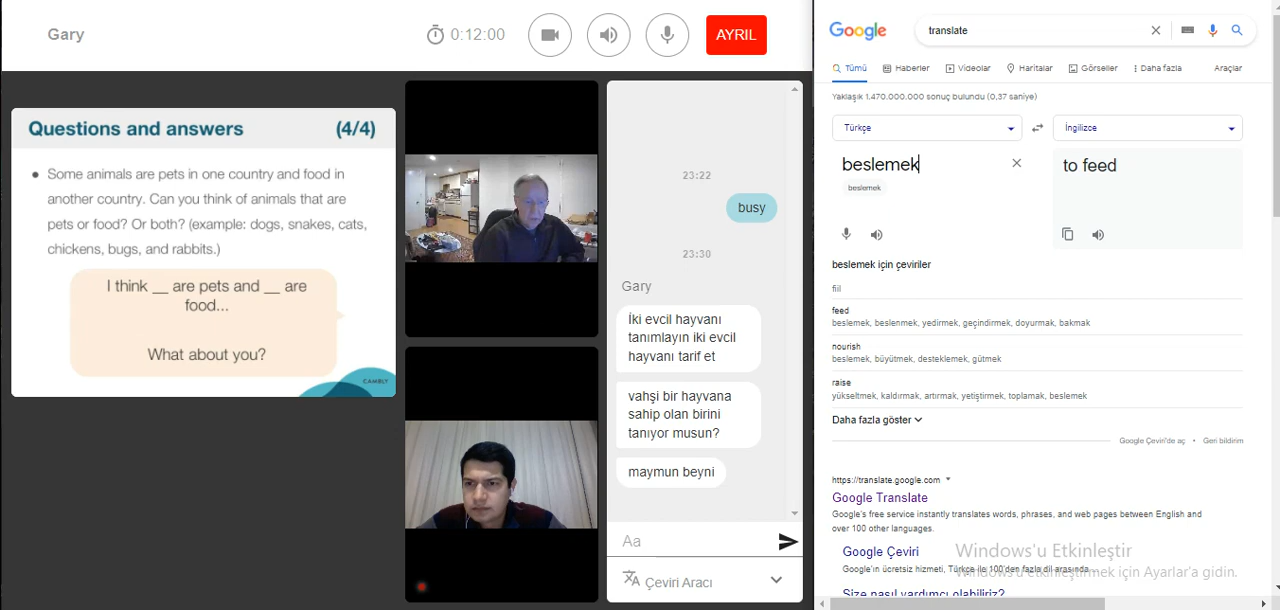 Gary
0:12:00
AYRIL
Questions and answers (4/4)
• Some animals are pets in one country and food in
another country. Can you think of animals that are
pets or food? Or both? (example: dogs, snakes, cats,
chickens, bugs, and rabbits.)
I think __ are pets and __ are
food...
What about you?
CAMBLY
23:22
busy
23:30
Gary
İki evcil hayvanı
tanımlayın iki evcil
hayvanı tarif et
vahşi bir hayvana
sahip olan birini
tanıyor musun?
maymun beyni
Aa
Çeviri Aracı
Google
translate
Tümü Haberler Videolar Haritalar Görseller Daha fazla Araçlar
Yaklaşık 1.470.000.000 sonuç bulundu (0,37 saniye)
Türkçe İngilizce
beslemek to feed
beslemek
beslemek için çeviriler
fiil
feed
beslemek, beslenmek, yedirmek, geçindirmek, doyurmak, bakmak
nourish
beslemek, büyütmek, desteklemek, gütmek
raise
yükseltmek, kaldırmak, artırmak, yetiştirmek, toplamak, beslemek
Daha fazla göster
Google Çeviri'de aç • Geri bildirim
https://translate.google.com
Google Translate
Google's free service instantly translates words, phrases, and web pages between English and
over 100 other languages.
Google Çeviri
Google'ın ücretsiz hizmeti, Türkçe ile 100'den fazla dil arasında...
Size nasıl yardımcı olabiliriz?
Windows'u Etkinleştir
Windows'u etkinleştirmek için Ayarlar'a gidin.